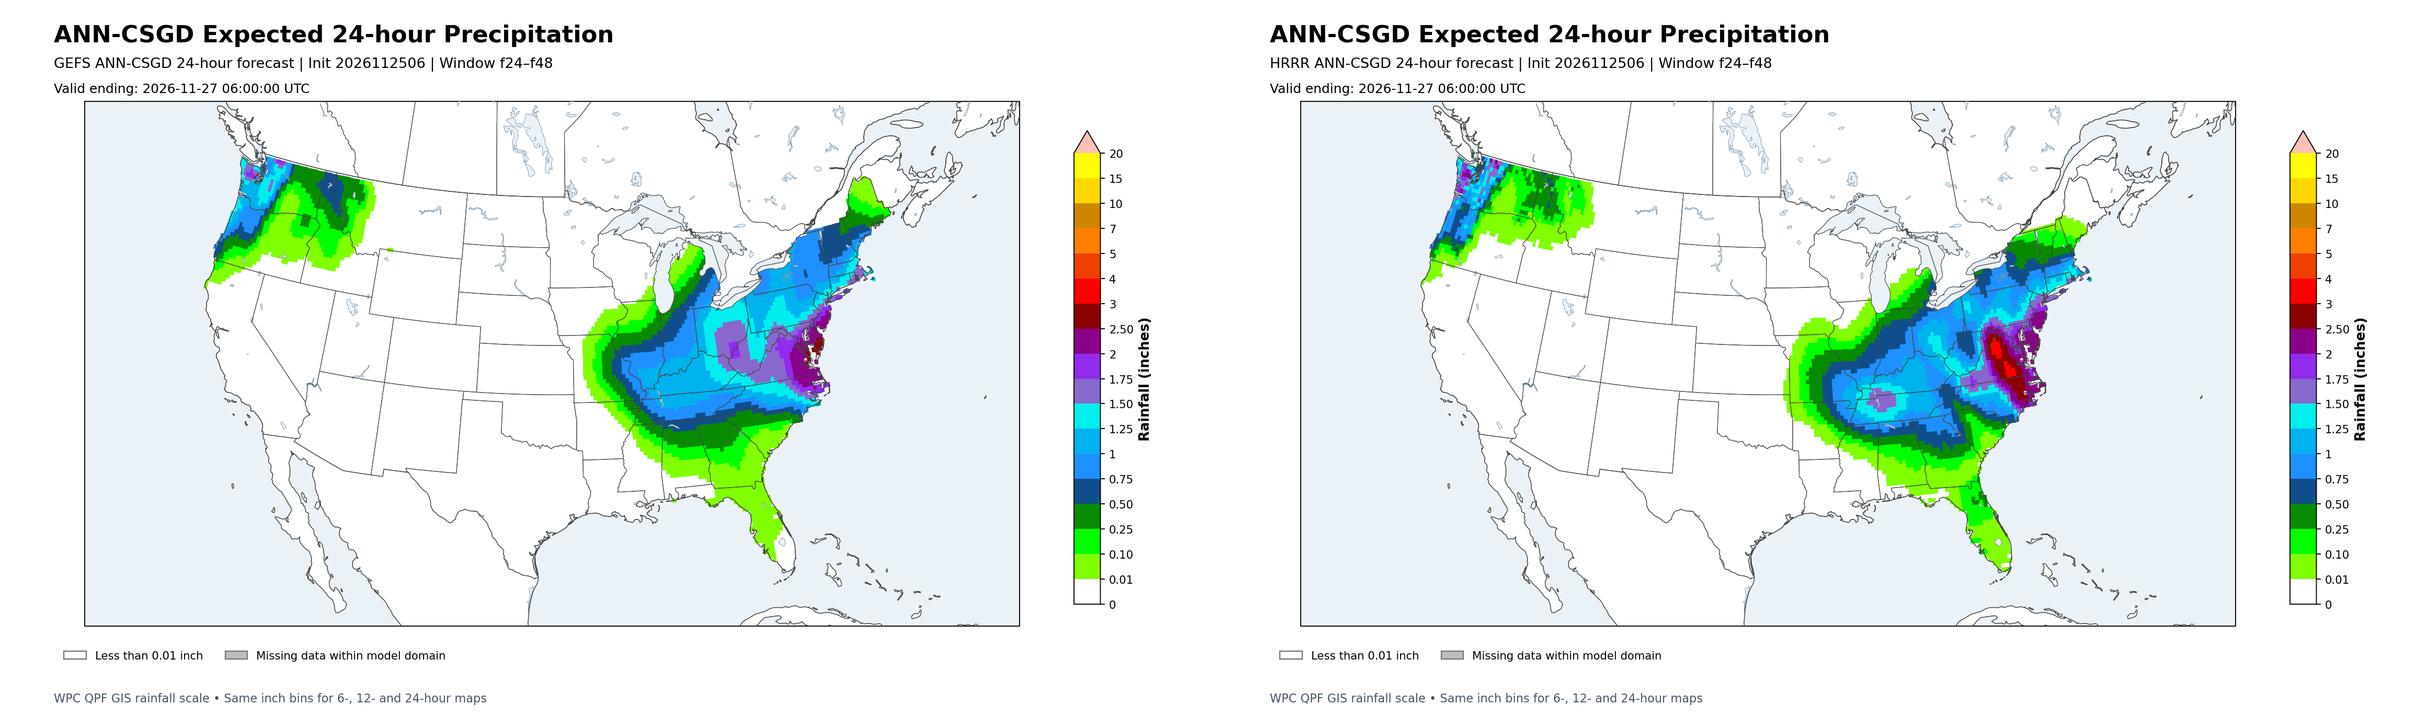 ANN-CSGD Expected 24-hour Precipitation
GEFS ANN-CSGD 24-hour forecast | Init 2026112506 | Window f24–f48
Valid ending: 2026-11-27 06:00:00 UTC
20
15
10
7
5
4
3
2.50
2
1.75
1.50
1.25
1
0.75
0.50
0.25
0.10
0.01
0
Rainfall (inches)
Less than 0.01 inch
Missing data within model domain
WPC QPF GIS rainfall scale • Same inch bins for 6-, 12- and 24-hour maps
ANN-CSGD Expected 24-hour Precipitation
HRRR ANN-CSGD 24-hour forecast | Init 2026112506 | Window f24–f48
Valid ending: 2026-11-27 06:00:00 UTC
20
15
10
7
5
4
3
2.50
2
1.75
1.50
1.25
1
0.75
0.50
0.25
0.10
0.01
0
Rainfall (inches)
Less than 0.01 inch
Missing data within model domain
WPC QPF GIS rainfall scale • Same inch bins for 6-, 12- and 24-hour maps